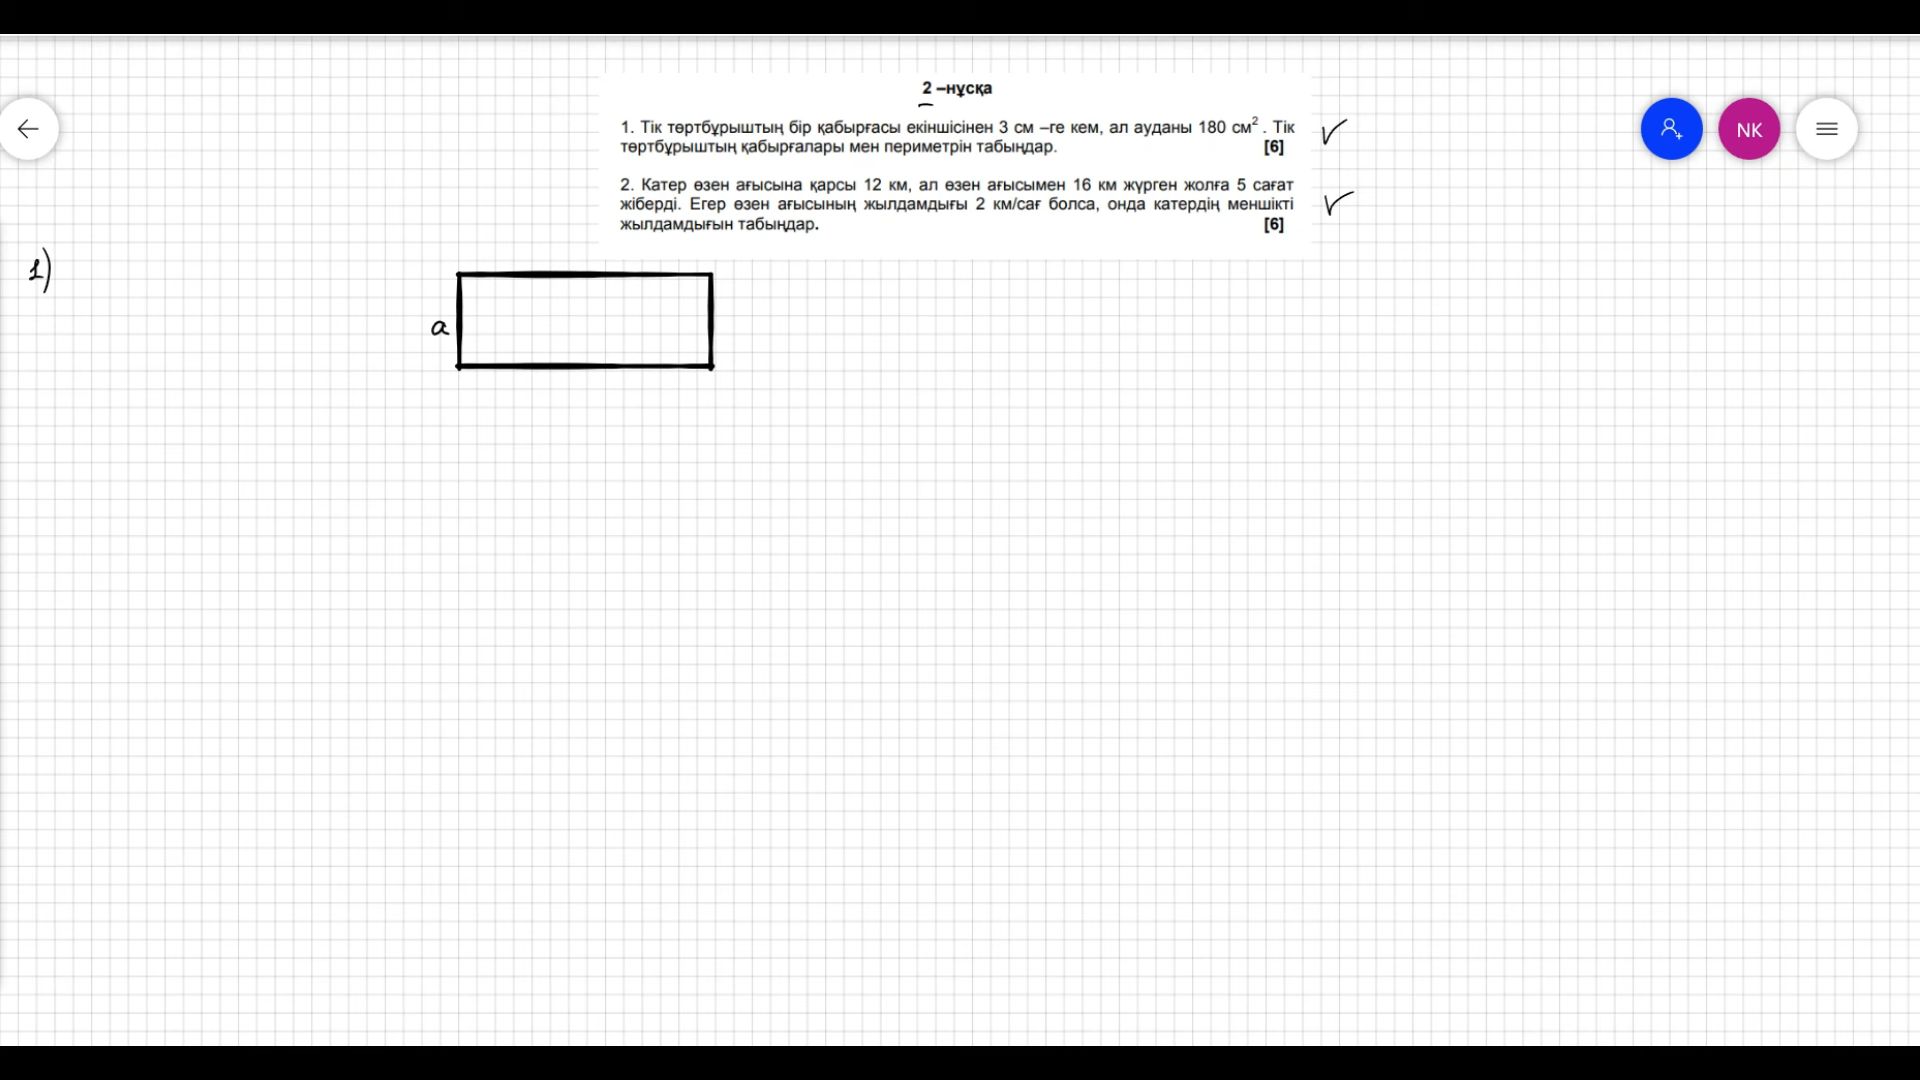 2 –нұсқа
1. Тік төртбұрыштың бір қабырғасы екіншісінен 3 см –ге кем, ал ауданы 180 см² . Тік
төртбұрыштың қабырғалары мен периметрін табыңдар. [6]
2. Катер өзен ағысына қарсы 12 км, ал өзен ағысымен 16 км жүрген жолға 5 сағат
жіберді. Егер өзен ағысының жылдамдығы 2 км/сағ болса, онда катердің меншікті
жылдамдығын табыңдар. [6]
NK
1)
a